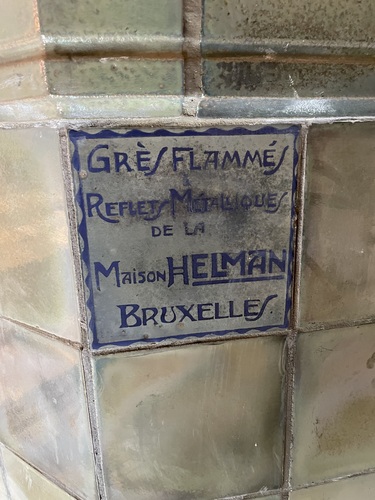 GRÈS FLAMMÉS
À
REFLETS MÉTALLIQUES
DE LA
MAISON HELMAN
BRUXELLES.